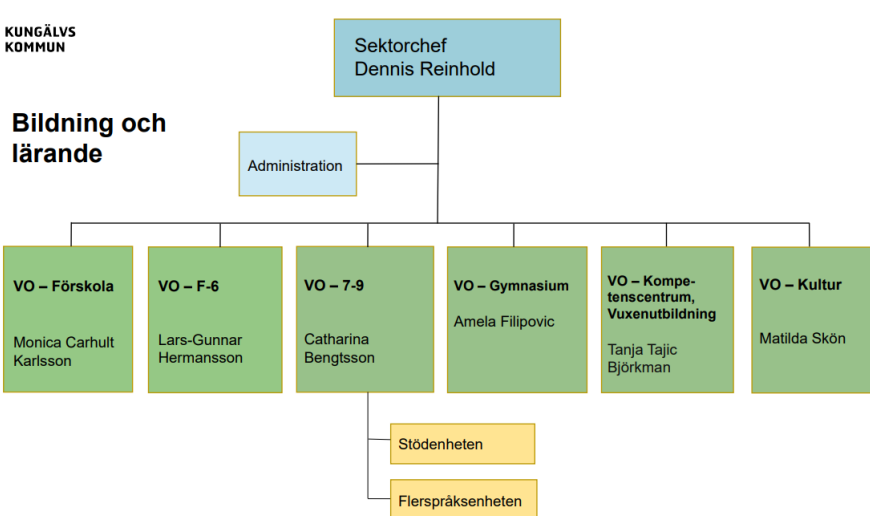 KUNGÄLVS
KOMMUN
Sektorchef
Dennis Reinhold
Bildning och
lärande
Administration
VO – Förskola
Monica Carhult
Karlsson
VO – F-6
Lars-Gunnar
Hermansson
VO – 7-9
Catharina
Bengtsson
VO – Gymnasium
Amela Filipovic
VO – Kompe-
tenscentrum,
Vuxenutbildning
Tanja Tajic
Björkman
VO – Kultur
Matilda Skön
Stödenheten
Flerspråksenheten